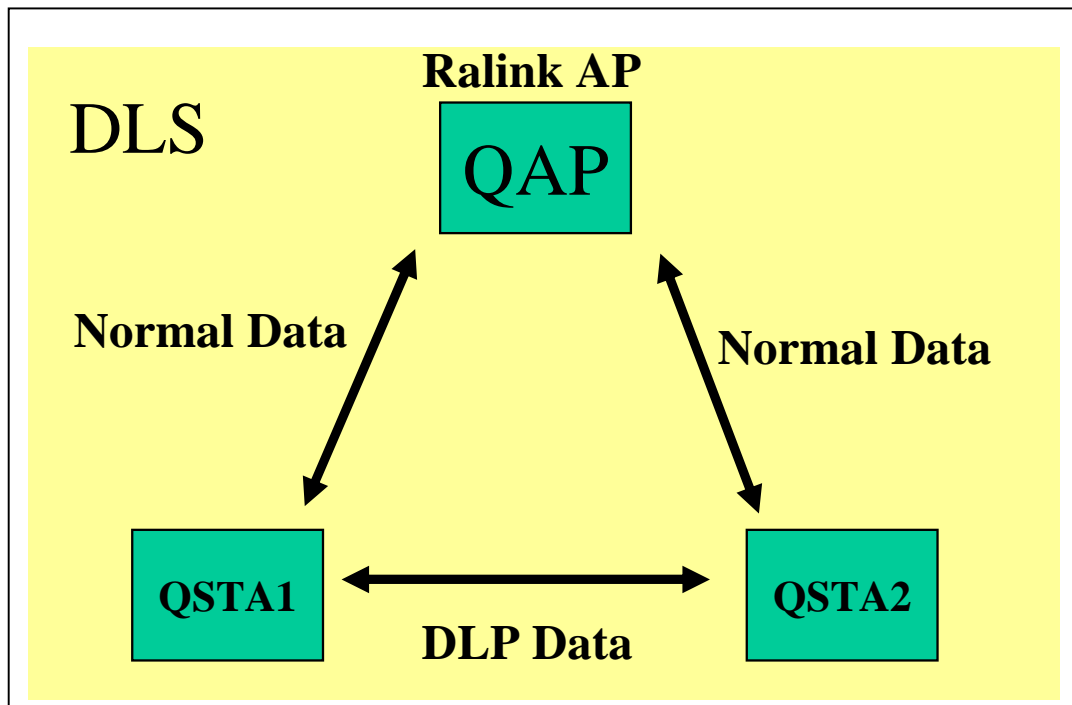 Ralink AP
DLS
QAP
Normal Data
Normal Data
QSTA1
QSTA2
DLP Data